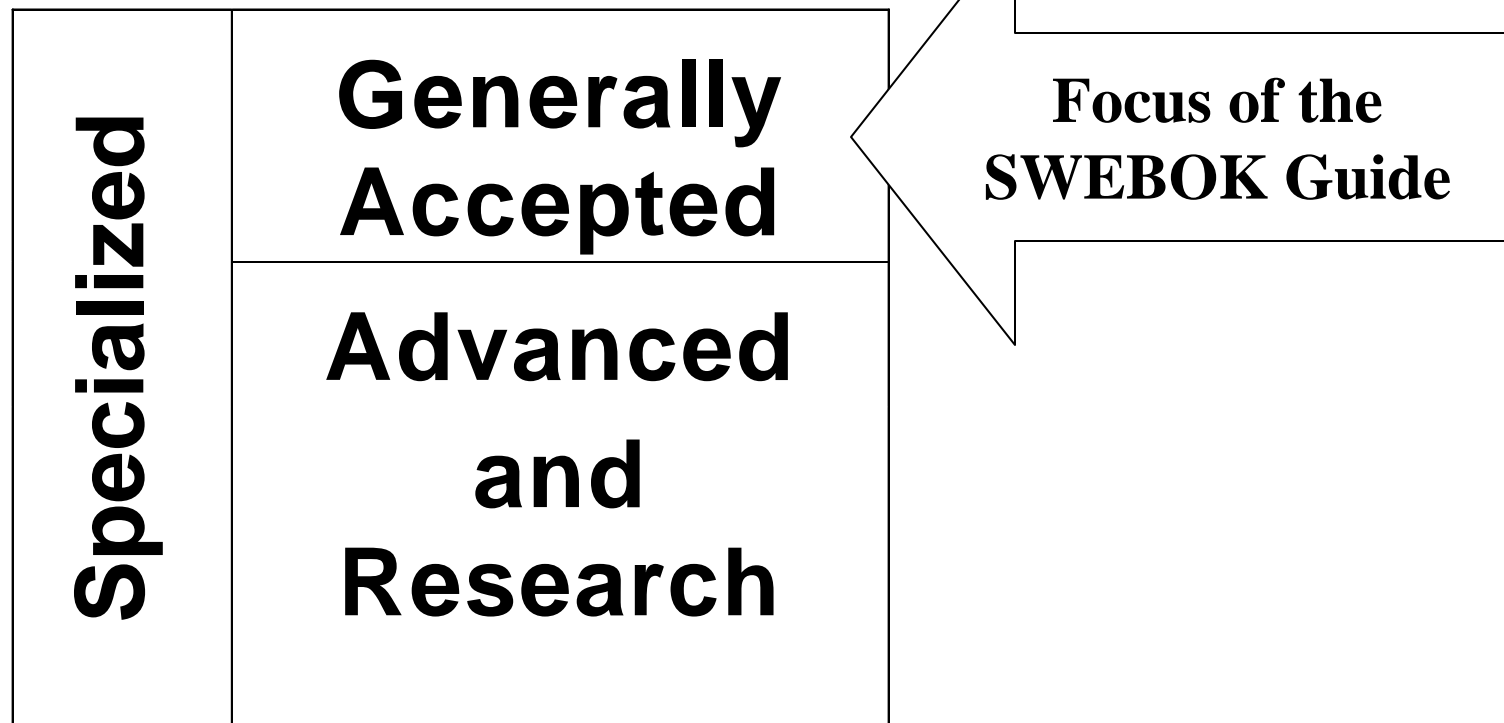 Specialized
Generally
Accepted
Advanced
and
Research
Focus of the
SWEBOK Guide